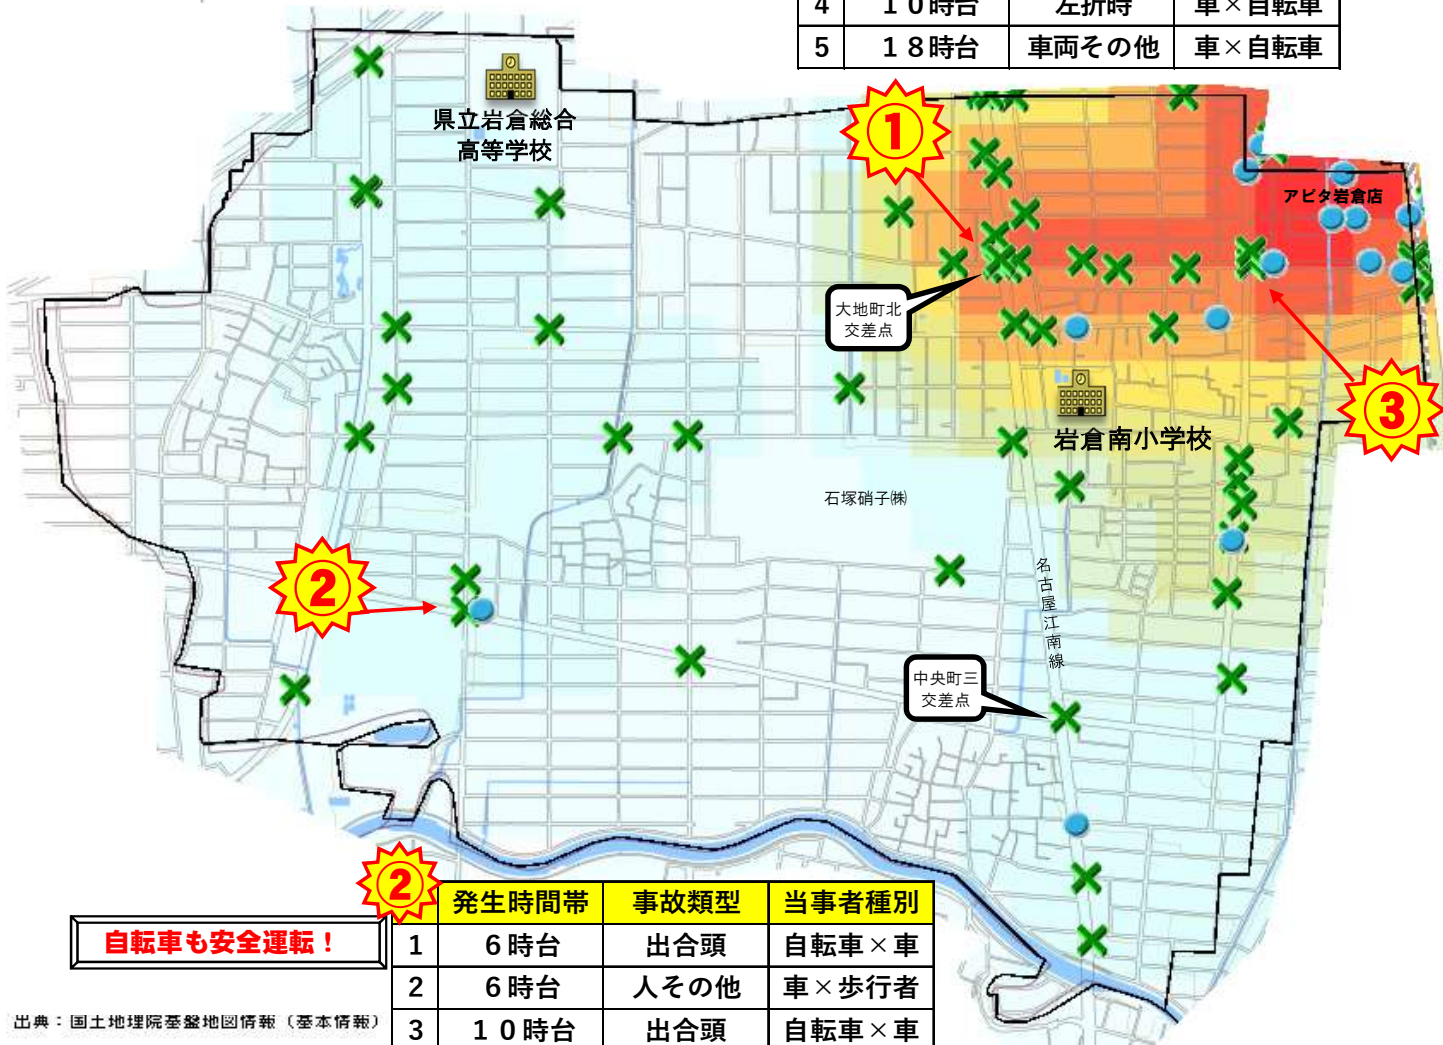 4 １０時台 左折時 車×自転車
5 １８時台 車両その他 車×自転車
県立岩倉総合
高等学校
①
アピタ岩倉店
大地町北
交差点
③
岩倉南小学校
石塚硝子㈱
②
名古屋江南線
中央町三
交差点
② 発生時間帯 事故類型 当事者種別
1 ６時台 出合頭 自転車×車
2 ６時台 人その他 車×歩行者
3 １０時台 出合頭 自転車×車
自転車も安全運転！
出典：国土地理院基盤地図情報（基本情報）